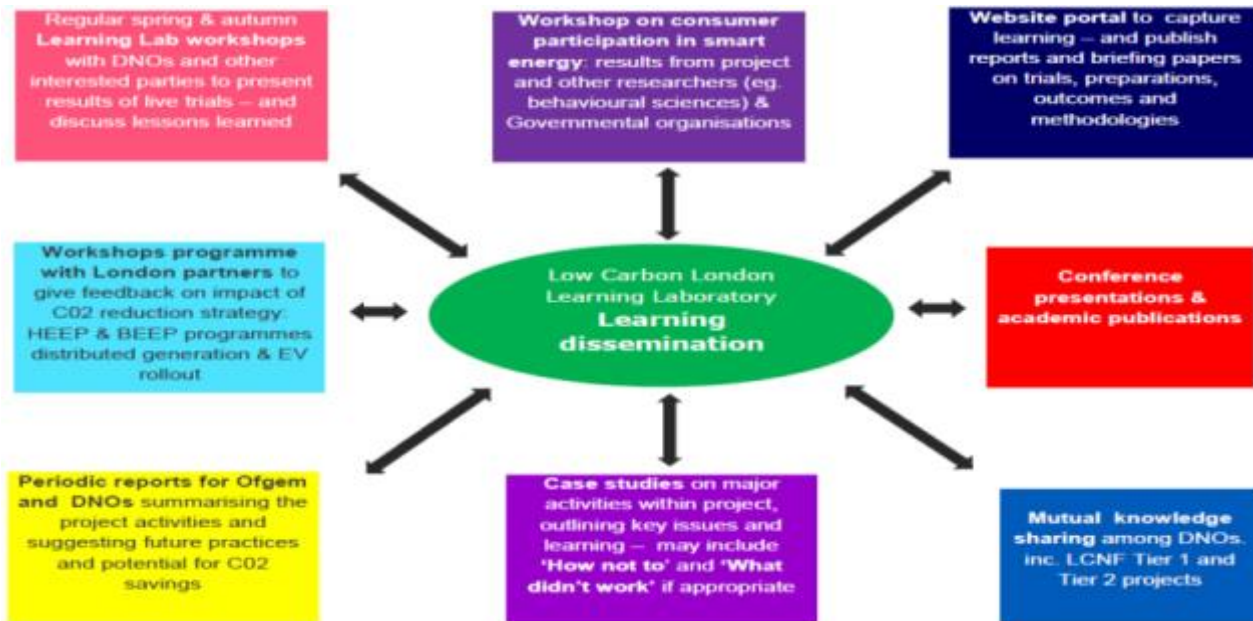 Regular spring & autumn
Learning Lab workshops
with DNOs and other
interested parties to present
results of live trials – and
discuss lessons learned
Workshop on consumer
participation in smart
energy: results from project
and other researchers (eg.
behavioural sciences) &
Governmental organisations
Website portal to capture
learning – and publish
reports and briefing papers
on trials, preparations,
outcomes and
methodologies
Workshops programme
with London partners to
give feedback on impact of
C02 reduction strategy:
HEEP & BEEP programmes
distributed generation & EV
rollout
Low Carbon London
Learning Laboratory
Learning
dissemination
Conference
presentations &
academic publications
Periodic reports for Ofgem
and DNOs summarising the
project activities and
suggesting future practices
and potential for C02
savings
Case studies on major
activities within project,
outlining key issues and
learning – may include
‘How not to’ and ‘What
didn’t work’ if appropriate
Mutual knowledge
sharing among DNOs.
inc. LCNF Tier 1 and
Tier 2 projects